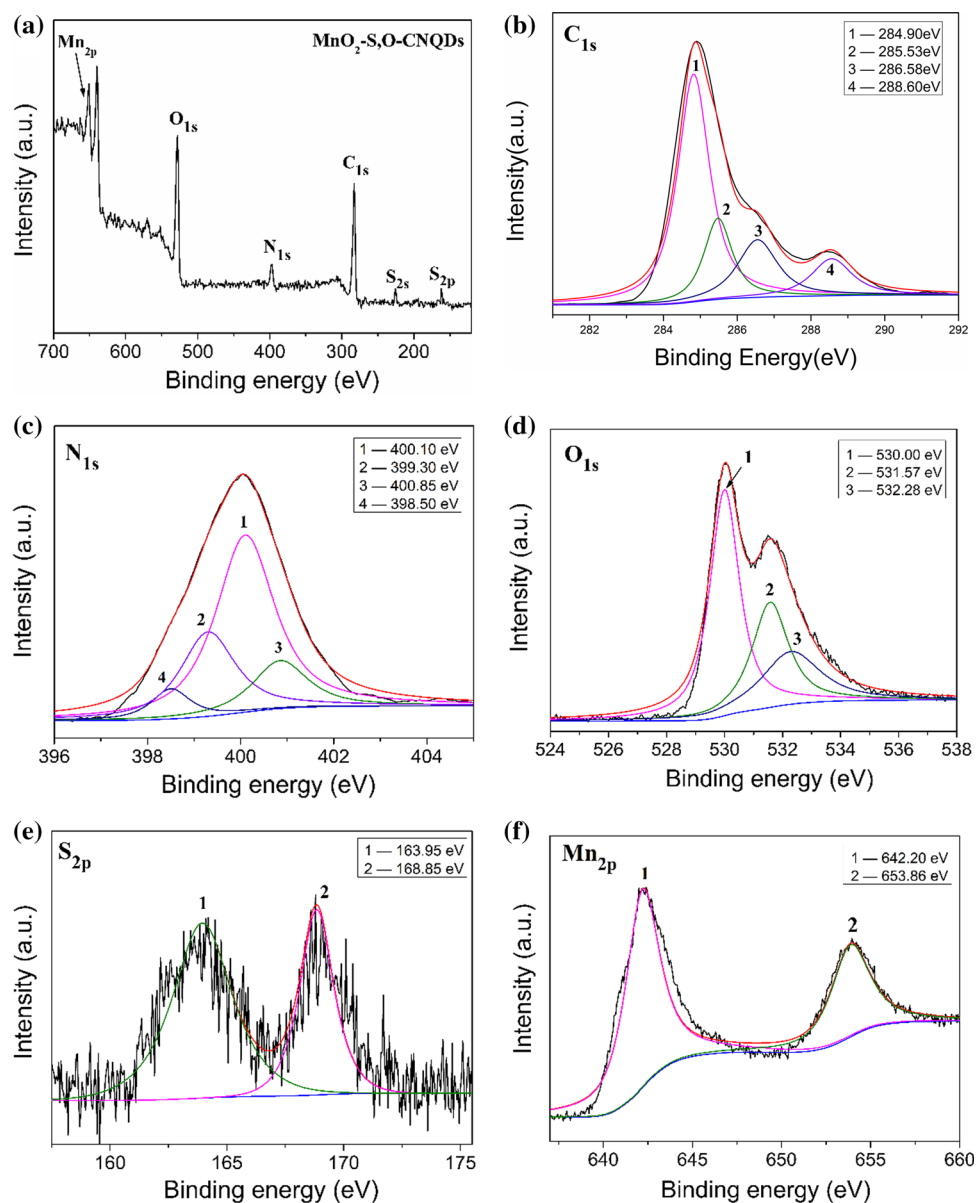 (a)
MnO2-S,O-CNQDs
Mn2p
O1s
C1s
N1s
S2s
S2p
Intensity (a.u.)
700 600 500 400 300 200
Binding energy (eV)
(b)
C1s
1 — 284.90eV
2 — 285.53eV
3 — 286.58eV
4 — 288.60eV
1
2
3
4
Intensity(a.u.)
282 284 286 288 290 292
Binding Energy(eV)
(c)
N1s
1 — 400.10 eV
2 — 399.30 eV
3 — 400.85 eV
4 — 398.50 eV
1
2
3
4
Intensity (a.u.)
396 398 400 402 404
Binding energy (eV)
(d)
O1s
1 — 530.00 eV
2 — 531.57 eV
3 — 532.28 eV
1
2
3
Intensity (a.u.)
524 526 528 530 532 534 536 538
Binding energy (eV)
(e)
S2p
1 — 163.95 eV
2 — 168.85 eV
1
2
Intensity (a.u.)
160 165 170 175
Binding energy (eV)
(f)
Mn2p
1 — 642.20 eV
2 — 653.86 eV
1
2
Intensity (a.u.)
640 645 650 655 660
Binding energy (eV)